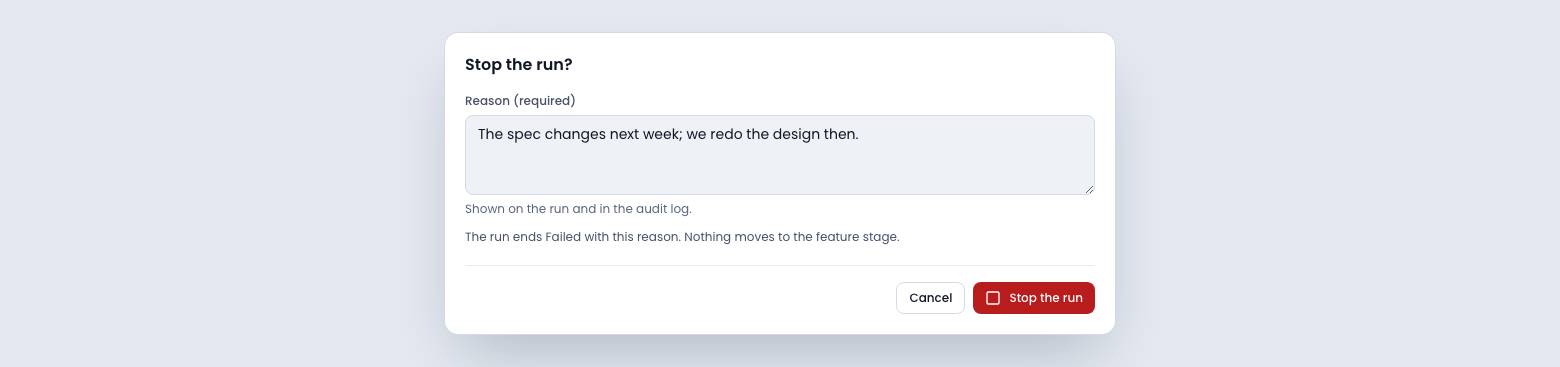 Stop the run?
Reason (required)
The spec changes next week; we redo the design then.
Shown on the run and in the audit log.
The run ends Failed with this reason. Nothing moves to the feature stage.
Cancel
Stop the run